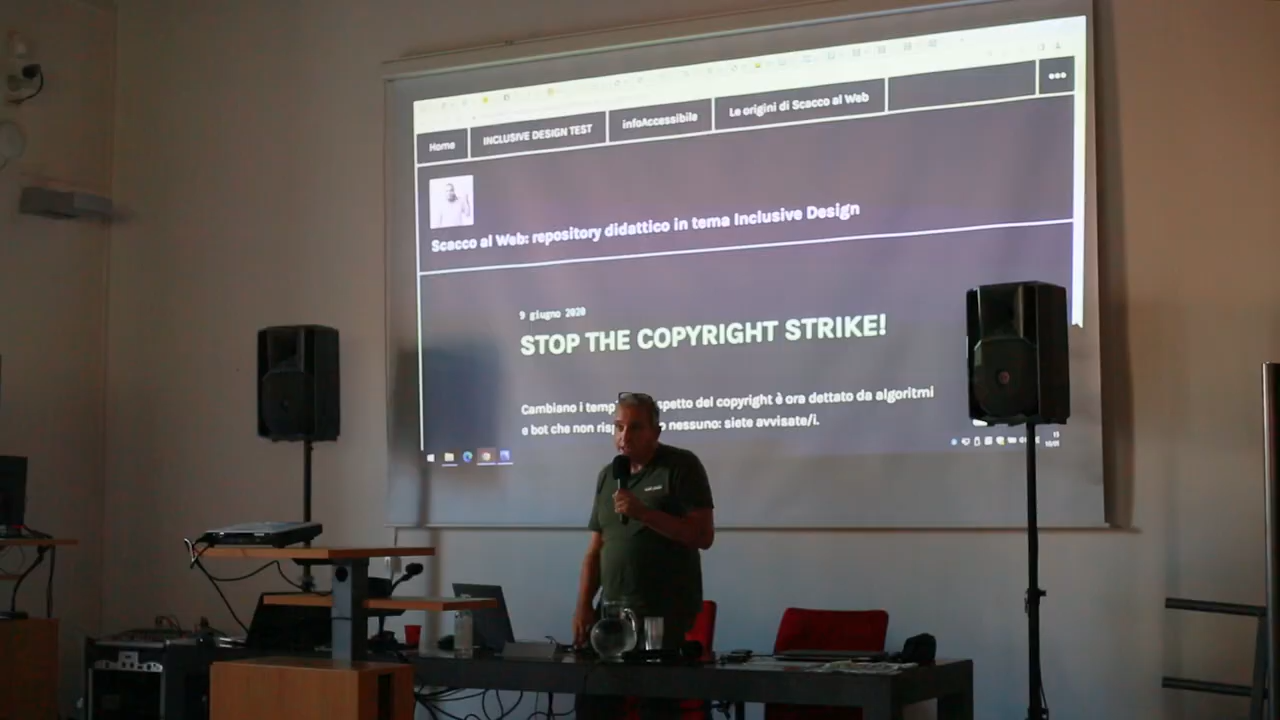 Home
INCLUSIVE DESIGN TEST
infoAccessibile
Le origini di Scacco al Web
Scacco al Web: repository didattico in tema Inclusive Design
9 giugno 2020
STOP THE COPYRIGHT STRIKE!
Cambiano i spetto del copyright è ora dettato da algoritmi
e bot che non nessuno: siete avvisate/i.